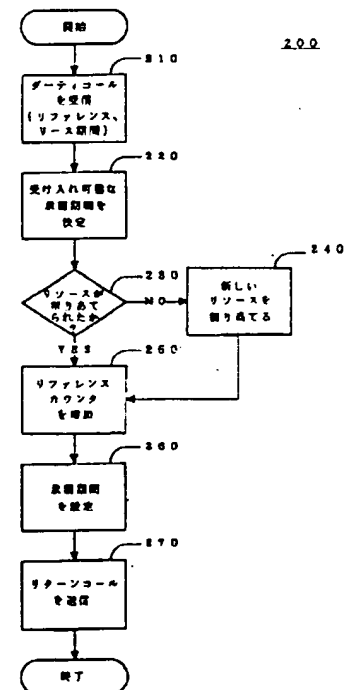 開始
200
210
ダーティコール
を受信
(リファレンス、
リース期間)
220
受け入れ可能な
期間を
決定
230
リソースが
割りあて
られたか
?
NO
YES
240
新しい
リソースを
割り当てる
250
リファレンス
カウンタ
を増加
260
期間
を設定
270
リターンコール
を送信
終了